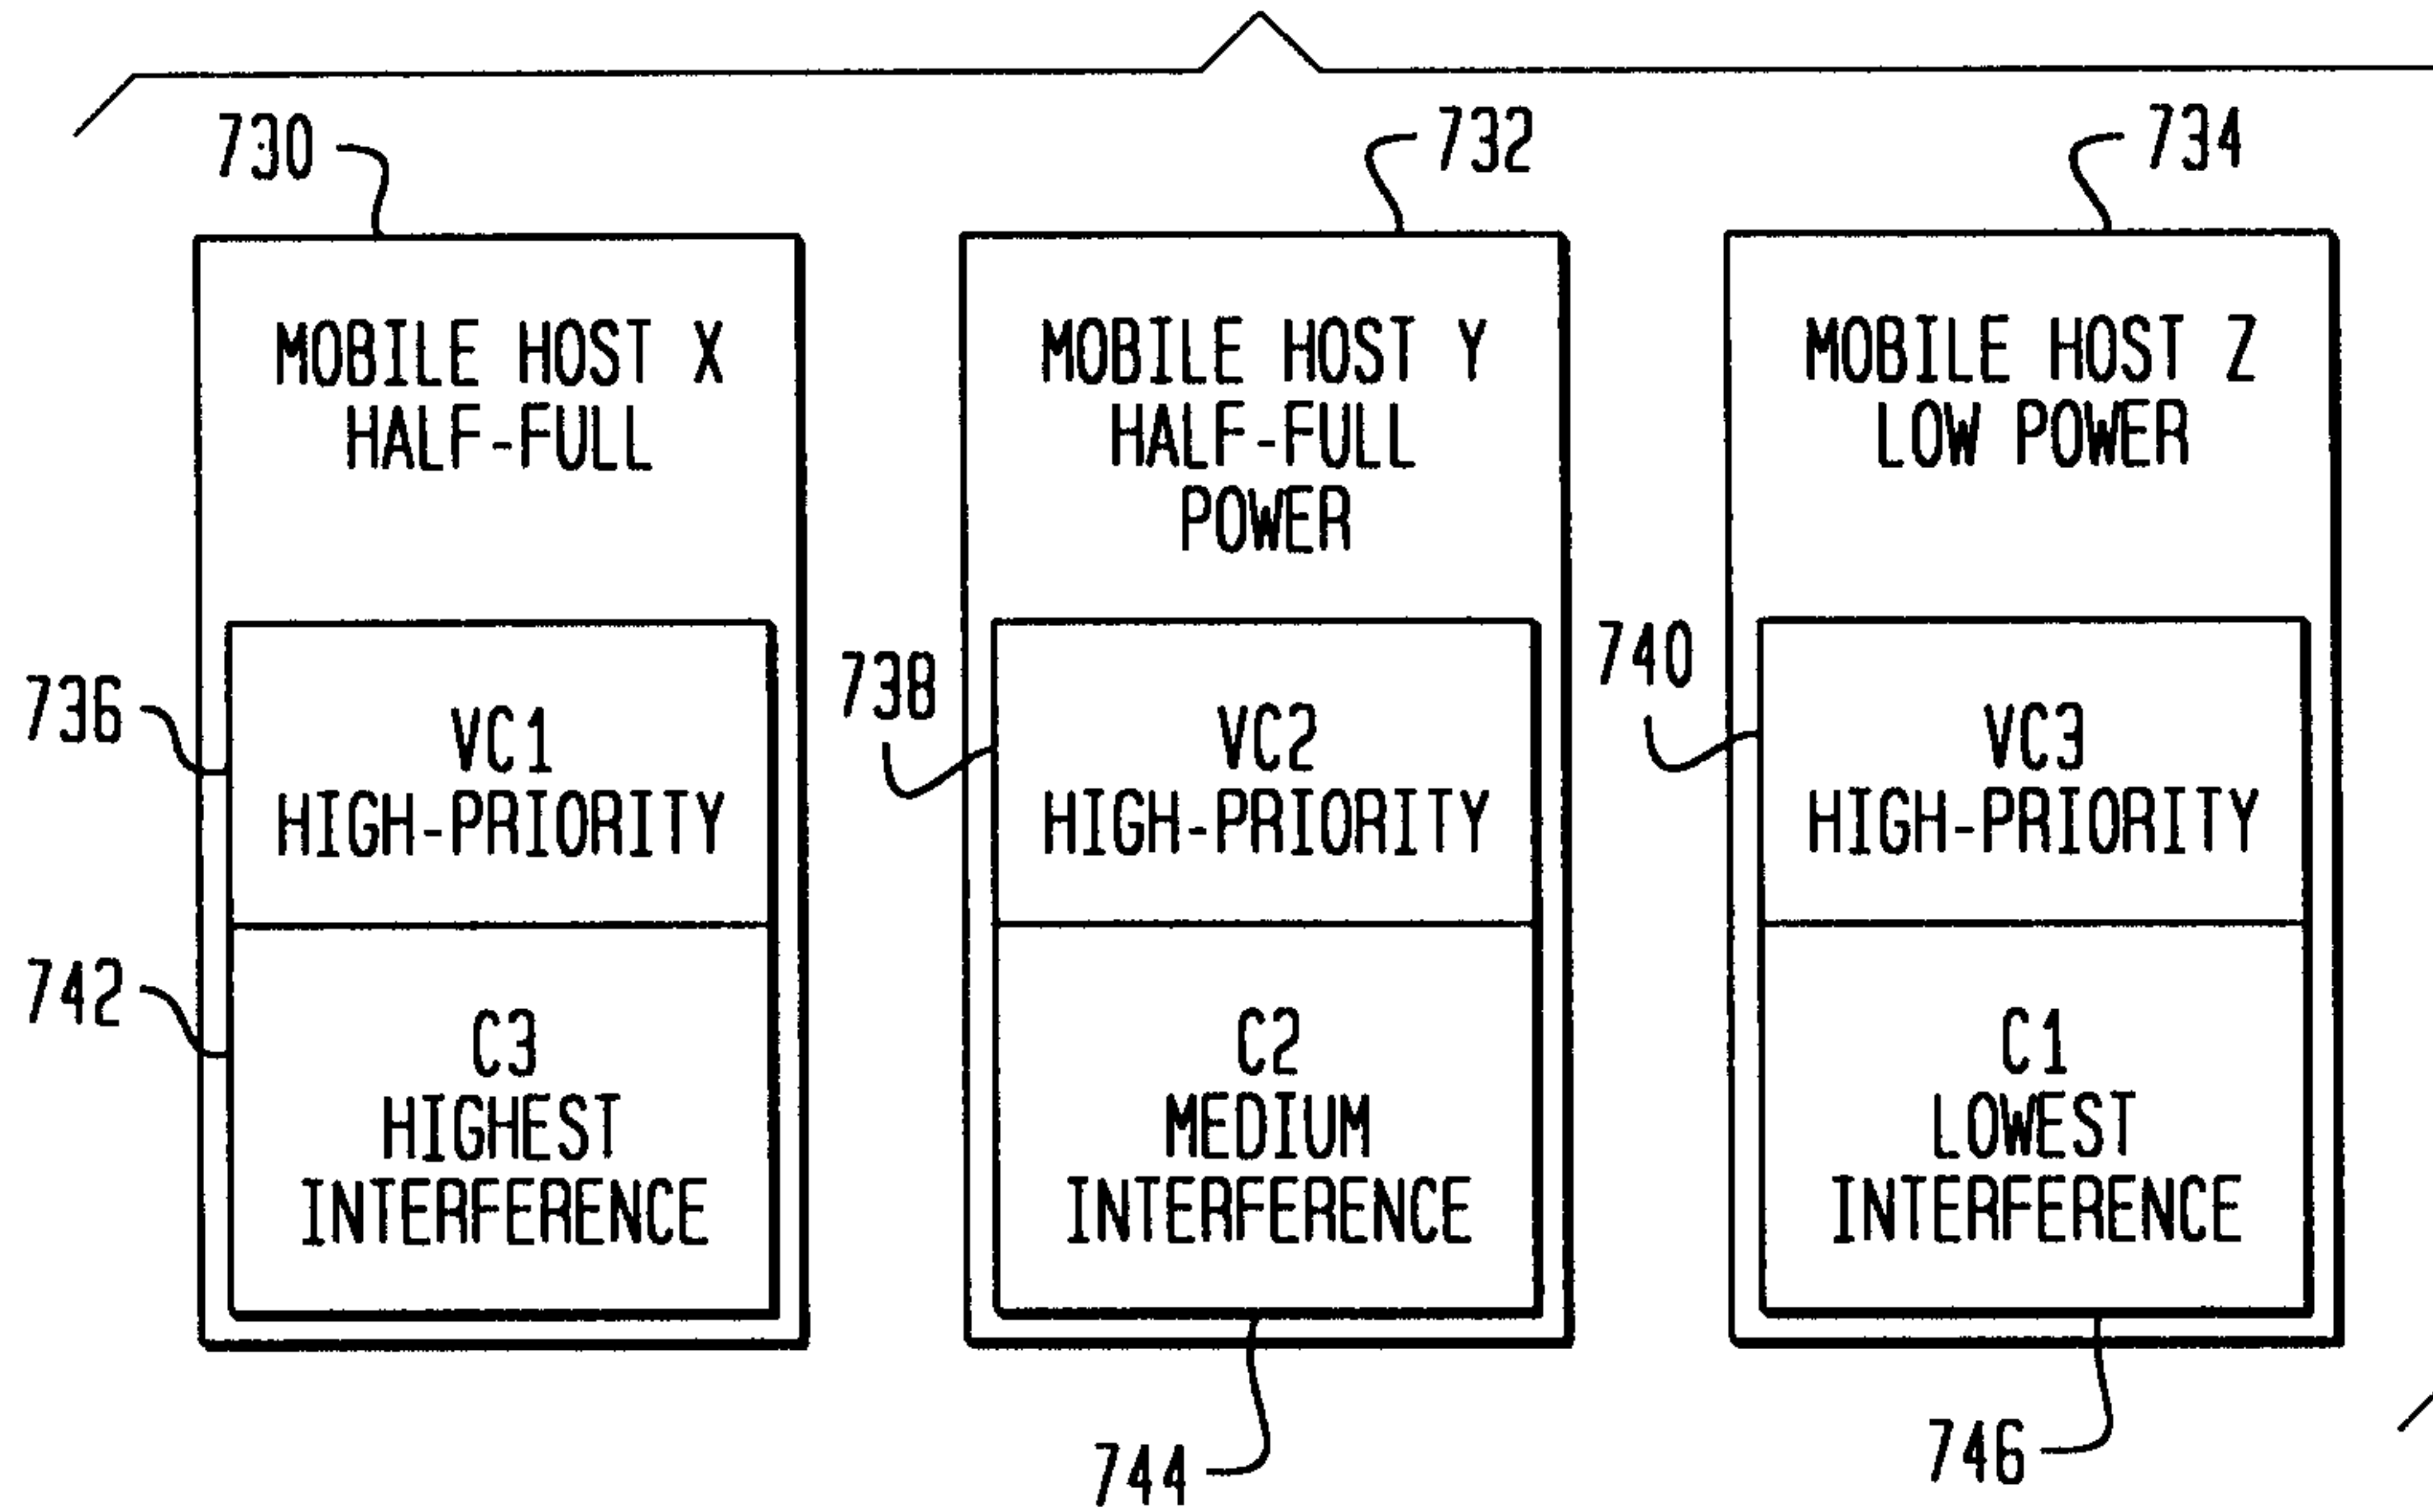 730
732
734
MOBILE HOST X
HALF-FULL
MOBILE HOST Y
HALF-FULL
POWER
MOBILE HOST Z
LOW POWER
736
VC1
HIGH-PRIORITY
738
VC2
HIGH-PRIORITY
740
VC3
HIGH-PRIORITY
742
C3
HIGHEST
INTERFERENCE
C2
MEDIUM
INTERFERENCE
C1
LOWEST
INTERFERENCE
744
746